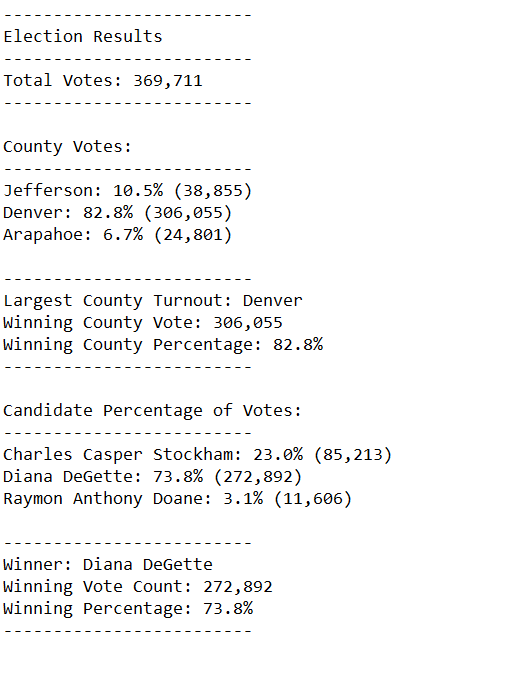 -------------------------
Election Results
-------------------------
Total Votes: 369,711
-------------------------

County Votes:
-------------------------
Jefferson: 10.5% (38,855)
Denver: 82.8% (306,055)
Arapahoe: 6.7% (24,801)

-------------------------
Largest County Turnout: Denver
Winning County Vote: 306,055
Winning County Percentage: 82.8%
-------------------------

Candidate Percentage of Votes:
-------------------------
Charles Casper Stockham: 23.0% (85,213)
Diana DeGette: 73.8% (272,892)
Raymon Anthony Doane: 3.1% (11,606)

-------------------------
Winner: Diana DeGette
Winning Vote Count: 272,892
Winning Percentage: 73.8%
-------------------------